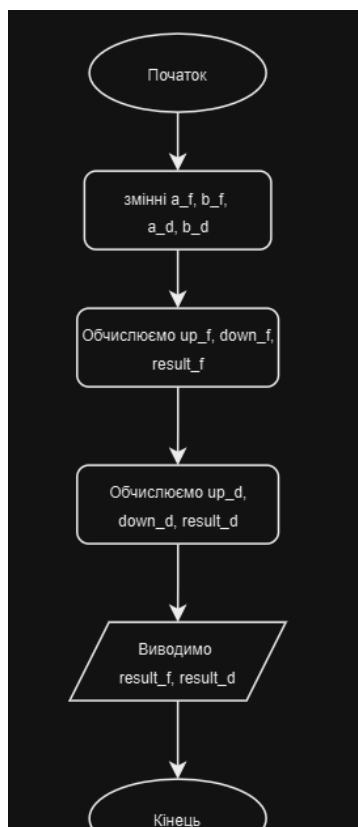 Початок
змінні a_f, b_f,
a_d, b_d
Обчислюємо up_f, down_f,
result_f
Обчислюємо up_d,
down_d, result_d
Виводимо
result_f, result_d
Кінець